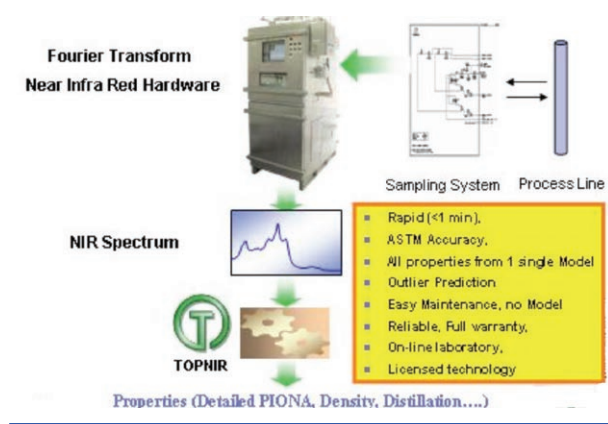 Fourier Transform
Near Infra Red Hardware
Sampling System
Process Line
NIR Spectrum
Rapid (<1 min),
ASTM Accuracy,
All properties from 1 single Model
Outlier Prediction
Easy Maintenance, no Model
Reliable, Full warranty,
On-line laboratory,
Licensed technology
TOPNIR
Properties (Detailed PIONA, Density, Distillation....)